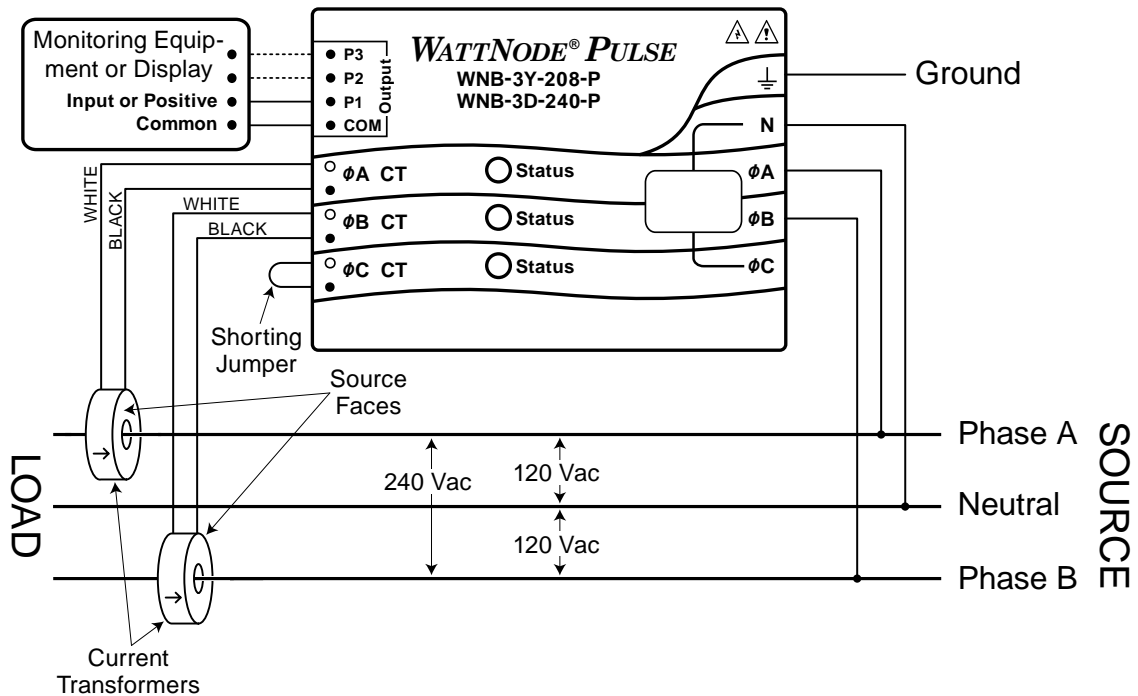 Monitoring Equip-
ment or Display
Input or Positive
Common
P3
P2
P1
COM
Output
WATTNODE® PULSE
WNB-3Y-208-P
WNB-3D-240-P
Ground
N
ϕA CT
Status
ϕA
ϕB CT
Status
ϕB
ϕC CT
Status
ϕC
WHITE
BLACK
WHITE
BLACK
Shorting
Jumper
Source
Faces
LOAD
240 Vac
120 Vac
120 Vac
Phase A
Neutral
Phase B
SOURCE
Current
Transformers